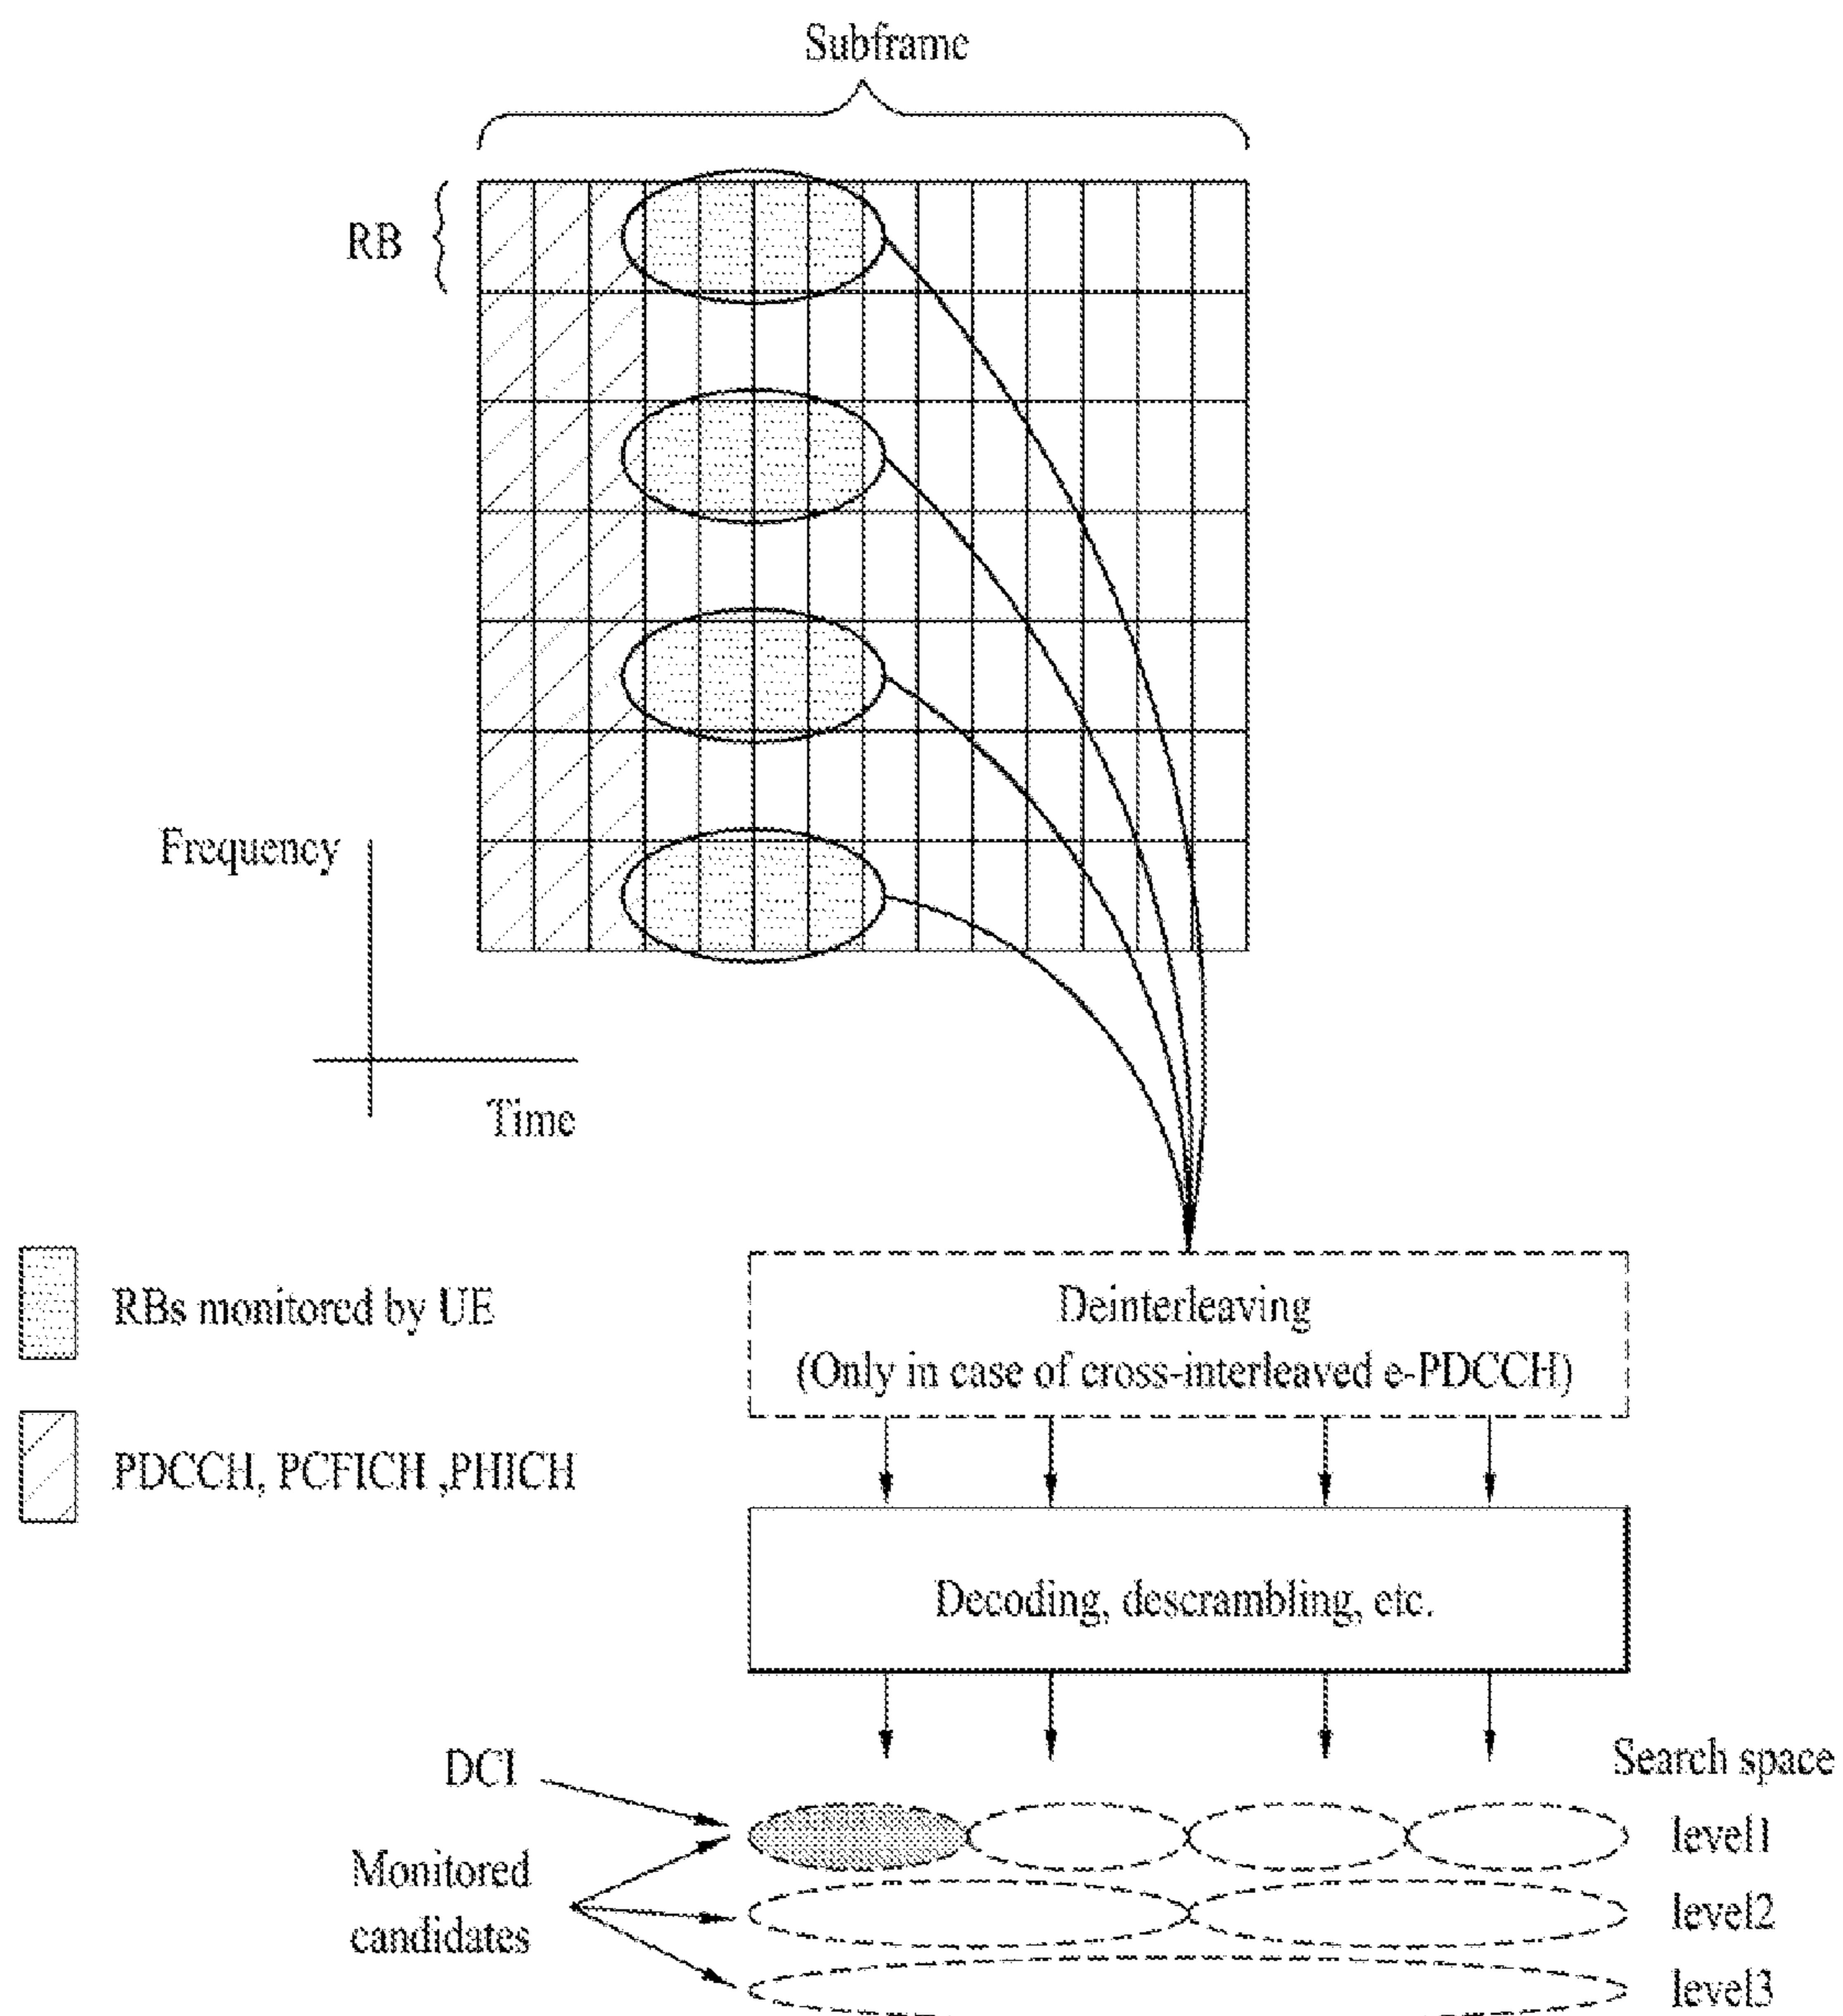 Subframe
RB
Frequency
Time
RBs monitored by UE
PDCCH, PCFICH ,PHICH
Deinterleaving
(Only in case of cross-interleaved e-PDCCH)
Decoding, descrambling, etc.
DCI
Search space
Monitored
candidates
level1
level2
level3